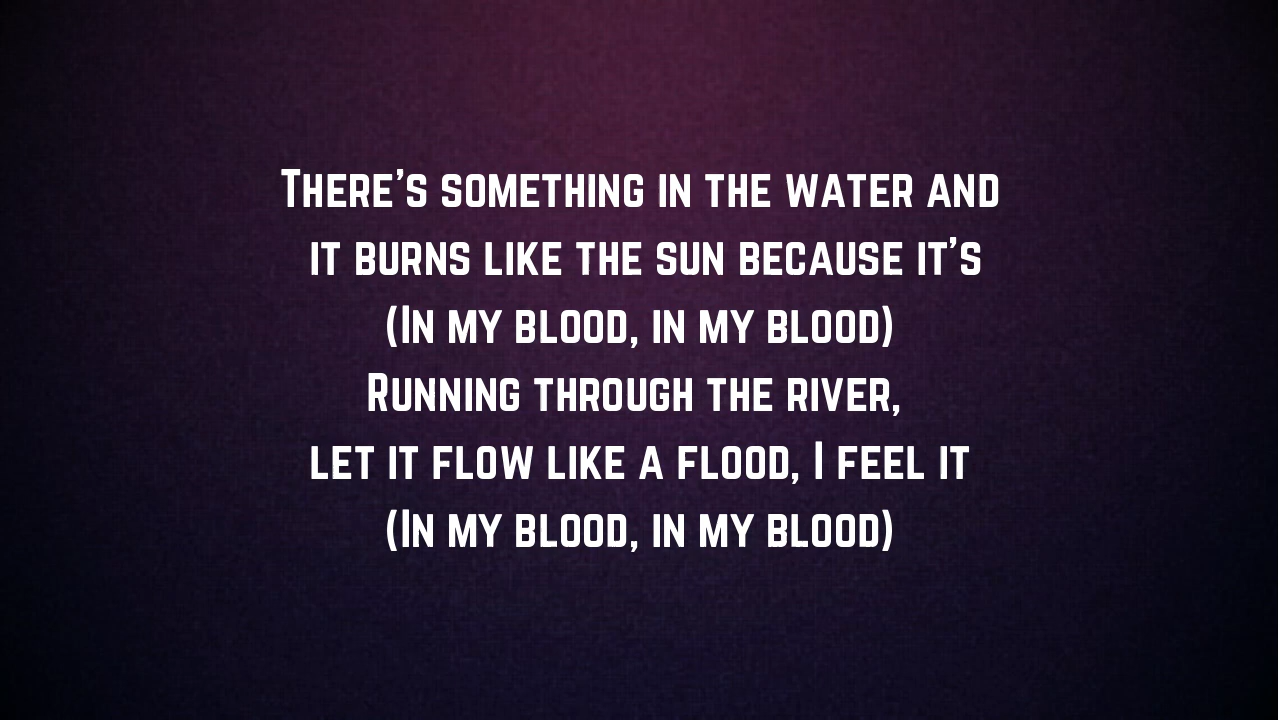 There's something in the water and
it burns like the sun because it's
(In my blood, in my blood)
Running through the river,
let it flow like a flood, I feel it
(In my blood, in my blood)